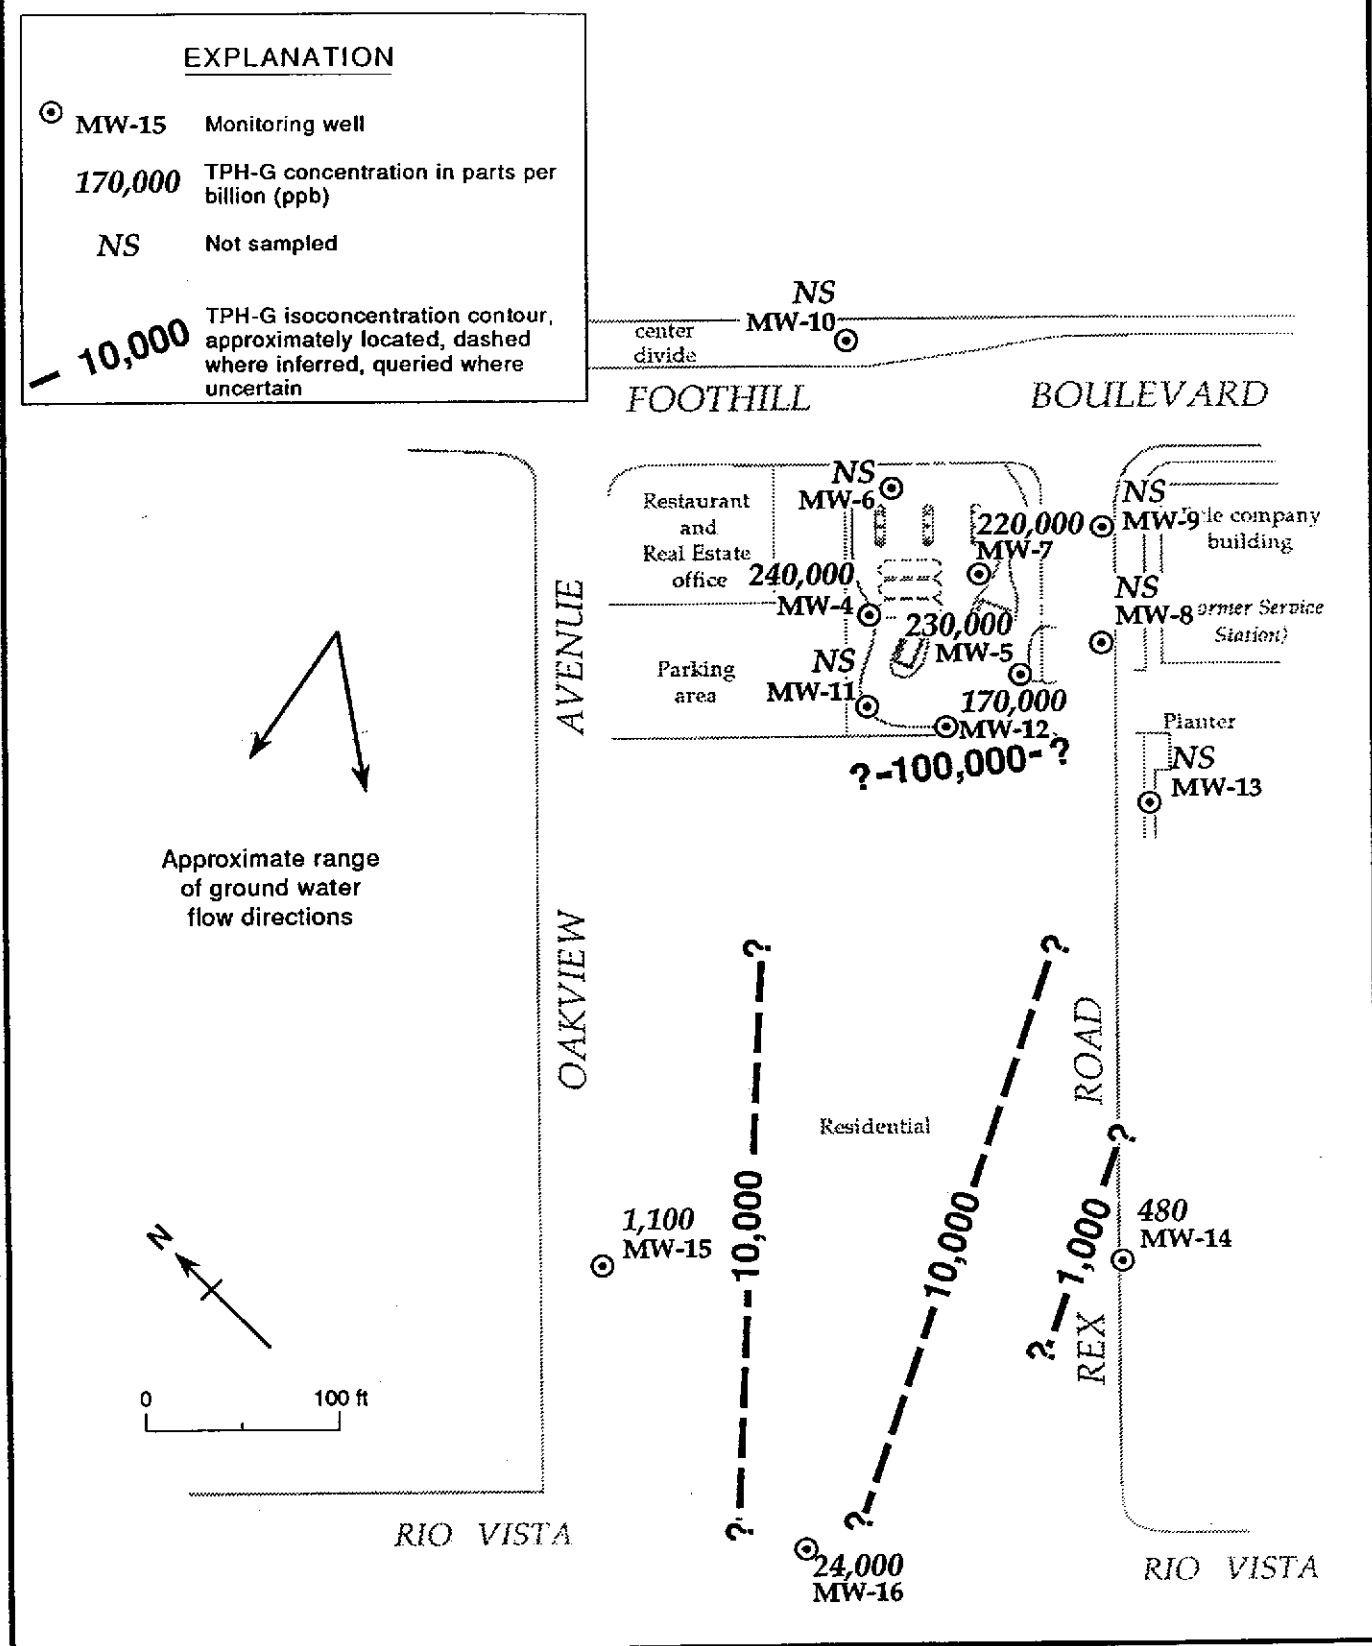 EXPLANATION
MW-15 Monitoring well
170,000 TPH-G concentration in parts per
billion (ppb)
NS Not sampled
10,000 TPH-G isoconcentration contour,
approximately located, dashed
where inferred, queried where
uncertain
NS
MW-10
center
divide
FOOTHILL BOULEVARD
NS
MW-6
Restaurant
and
Real Estate
office
220,000
MW-7
NS
MW-9
company
building
240,000
MW-4
NS
MW-8
Service
Station)
230,000
MW-5
Parking
area
NS
MW-11
170,000
MW-12
?-100,000-?
Planter
NS
MW-13
AVENUE
OAKVIEW
Approximate range
of ground water
flow directions
?
?
ROAD
Residential
?
1,100
MW-15
10,000
10,000
1,000
480
MW-14
N
?
REX
0 100 ft
?
?
RIO VISTA
24,000
MW-16
RIO VISTA